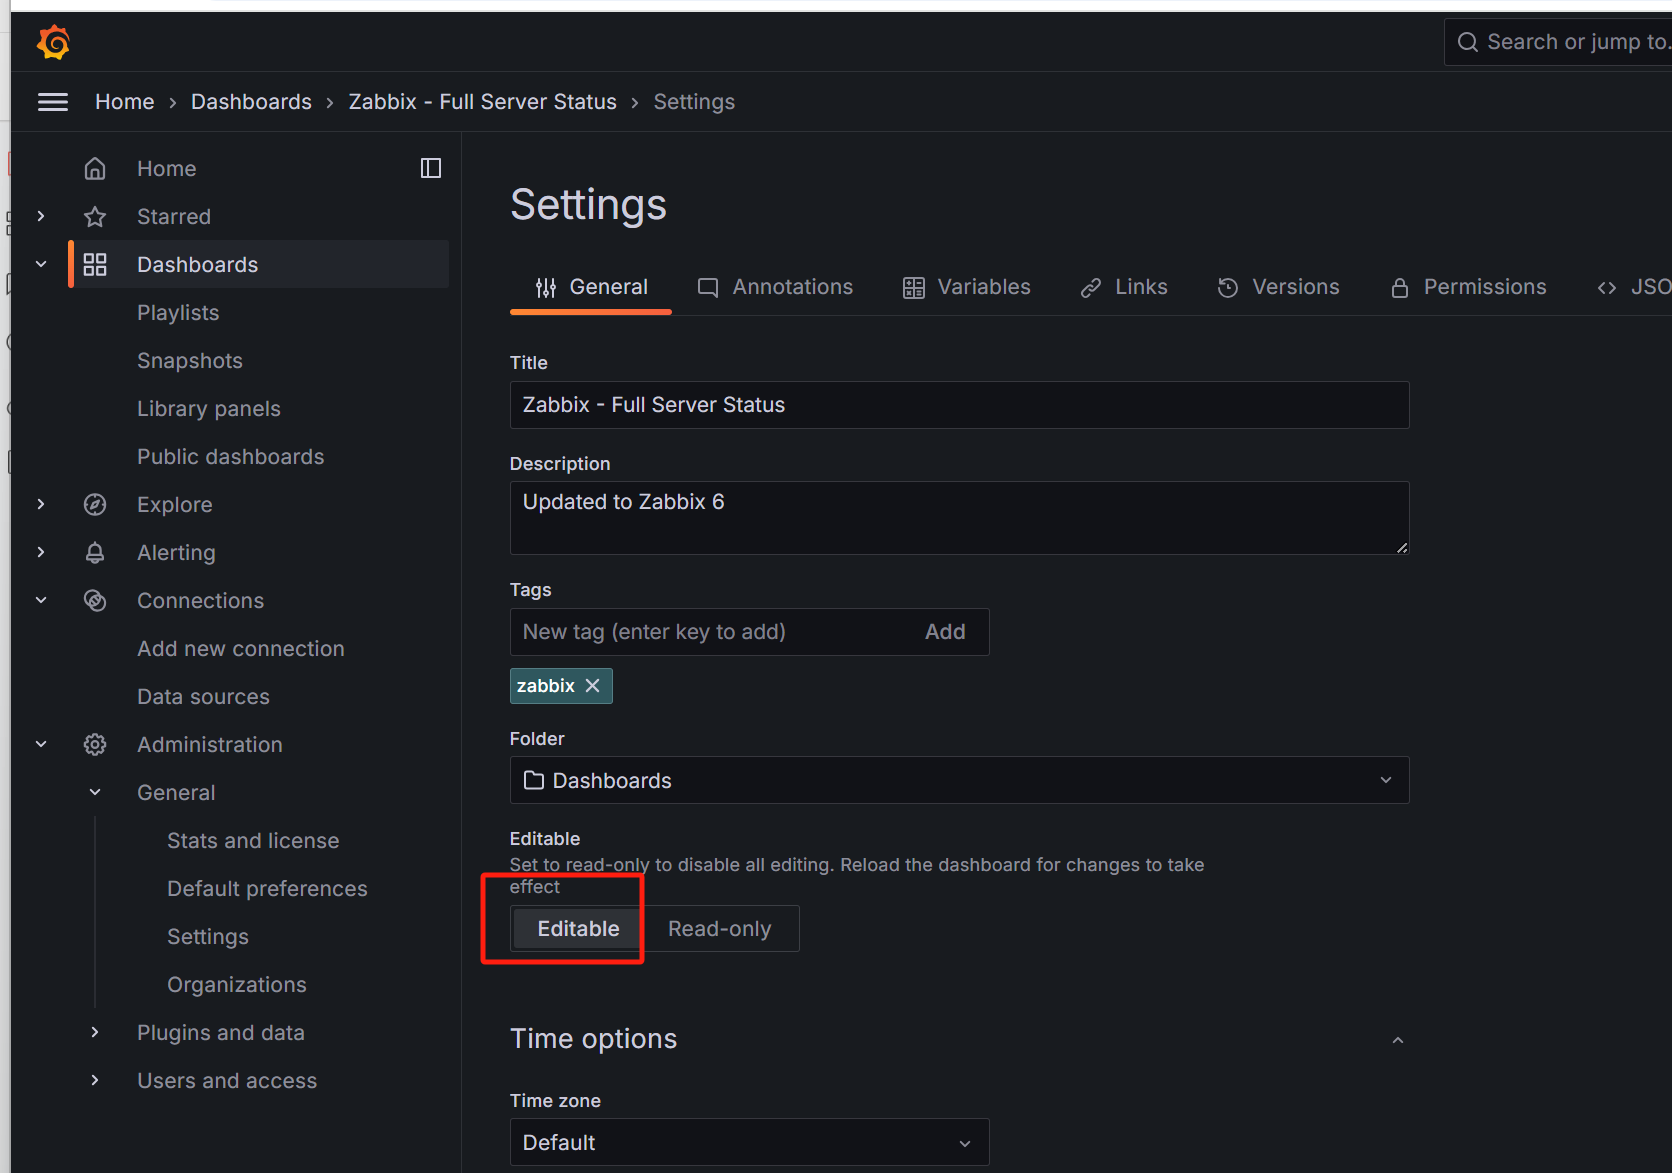 Search or jump to.
Home › Dashboards › Zabbix - Full Server Status › Settings
Home
Starred
Dashboards
Playlists
Snapshots
Library panels
Public dashboards
Explore
Alerting
Connections
Add new connection
Data sources
Administration
General
Stats and license
Default preferences
Settings
Organizations
Plugins and data
Users and access
Settings
General Annotations Variables Links Versions Permissions JSO
Title
Zabbix - Full Server Status
Description
Updated to Zabbix 6
Tags
New tag (enter key to add) Add
zabbix
Folder
Dashboards
Editable
Set to read-only to disable all editing. Reload the dashboard for changes to take
effect
Editable Read-only
Time options
Time zone
Default